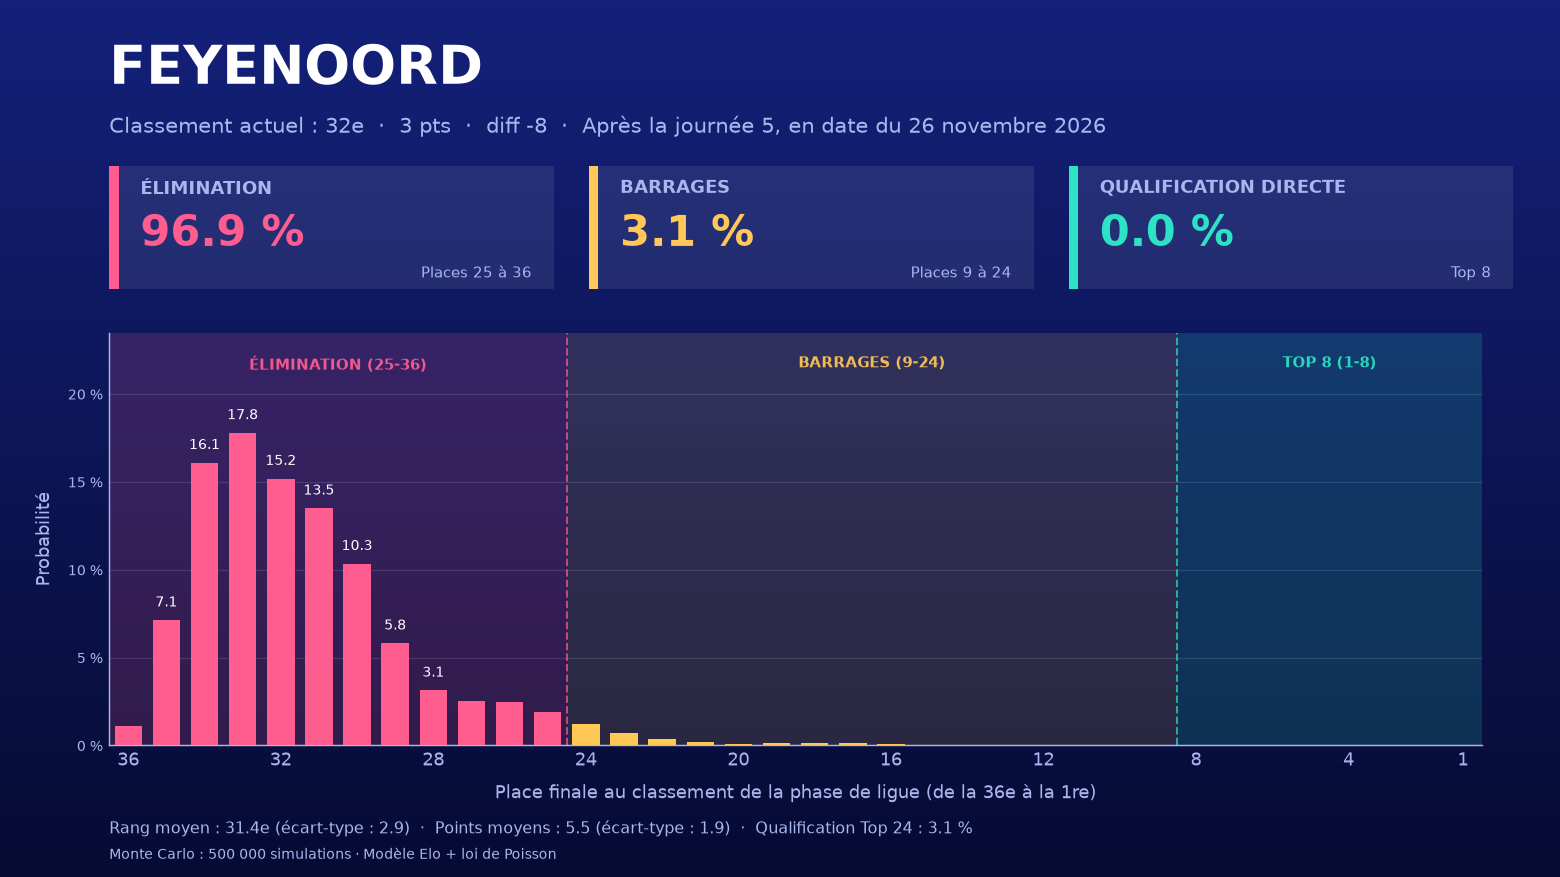 FEYENOORD
Classement actuel : 32e · 3 pts · diff -8 · Après la journée 5, en date du 26 novembre 2026
ÉLIMINATION
96.9 %
Places 25 à 36
BARRAGES
3.1 %
Places 9 à 24
QUALIFICATION DIRECTE
0.0 %
Top 8
ÉLIMINATION (25-36)
BARRAGES (9-24)
TOP 8 (1-8)
Probabilité
20 %
15 %
10 %
5 %
0 %
7.1
16.1
17.8
15.2
13.5
10.3
5.8
3.1
36 32 28 24 20 16 12 8 4 1
Place finale au classement de la phase de ligue (de la 36e à la 1re)
Rang moyen : 31.4e (écart-type : 2.9) · Points moyens : 5.5 (écart-type : 1.9) · Qualification Top 24 : 3.1 %
Monte Carlo : 500 000 simulations · Modèle Elo + loi de Poisson